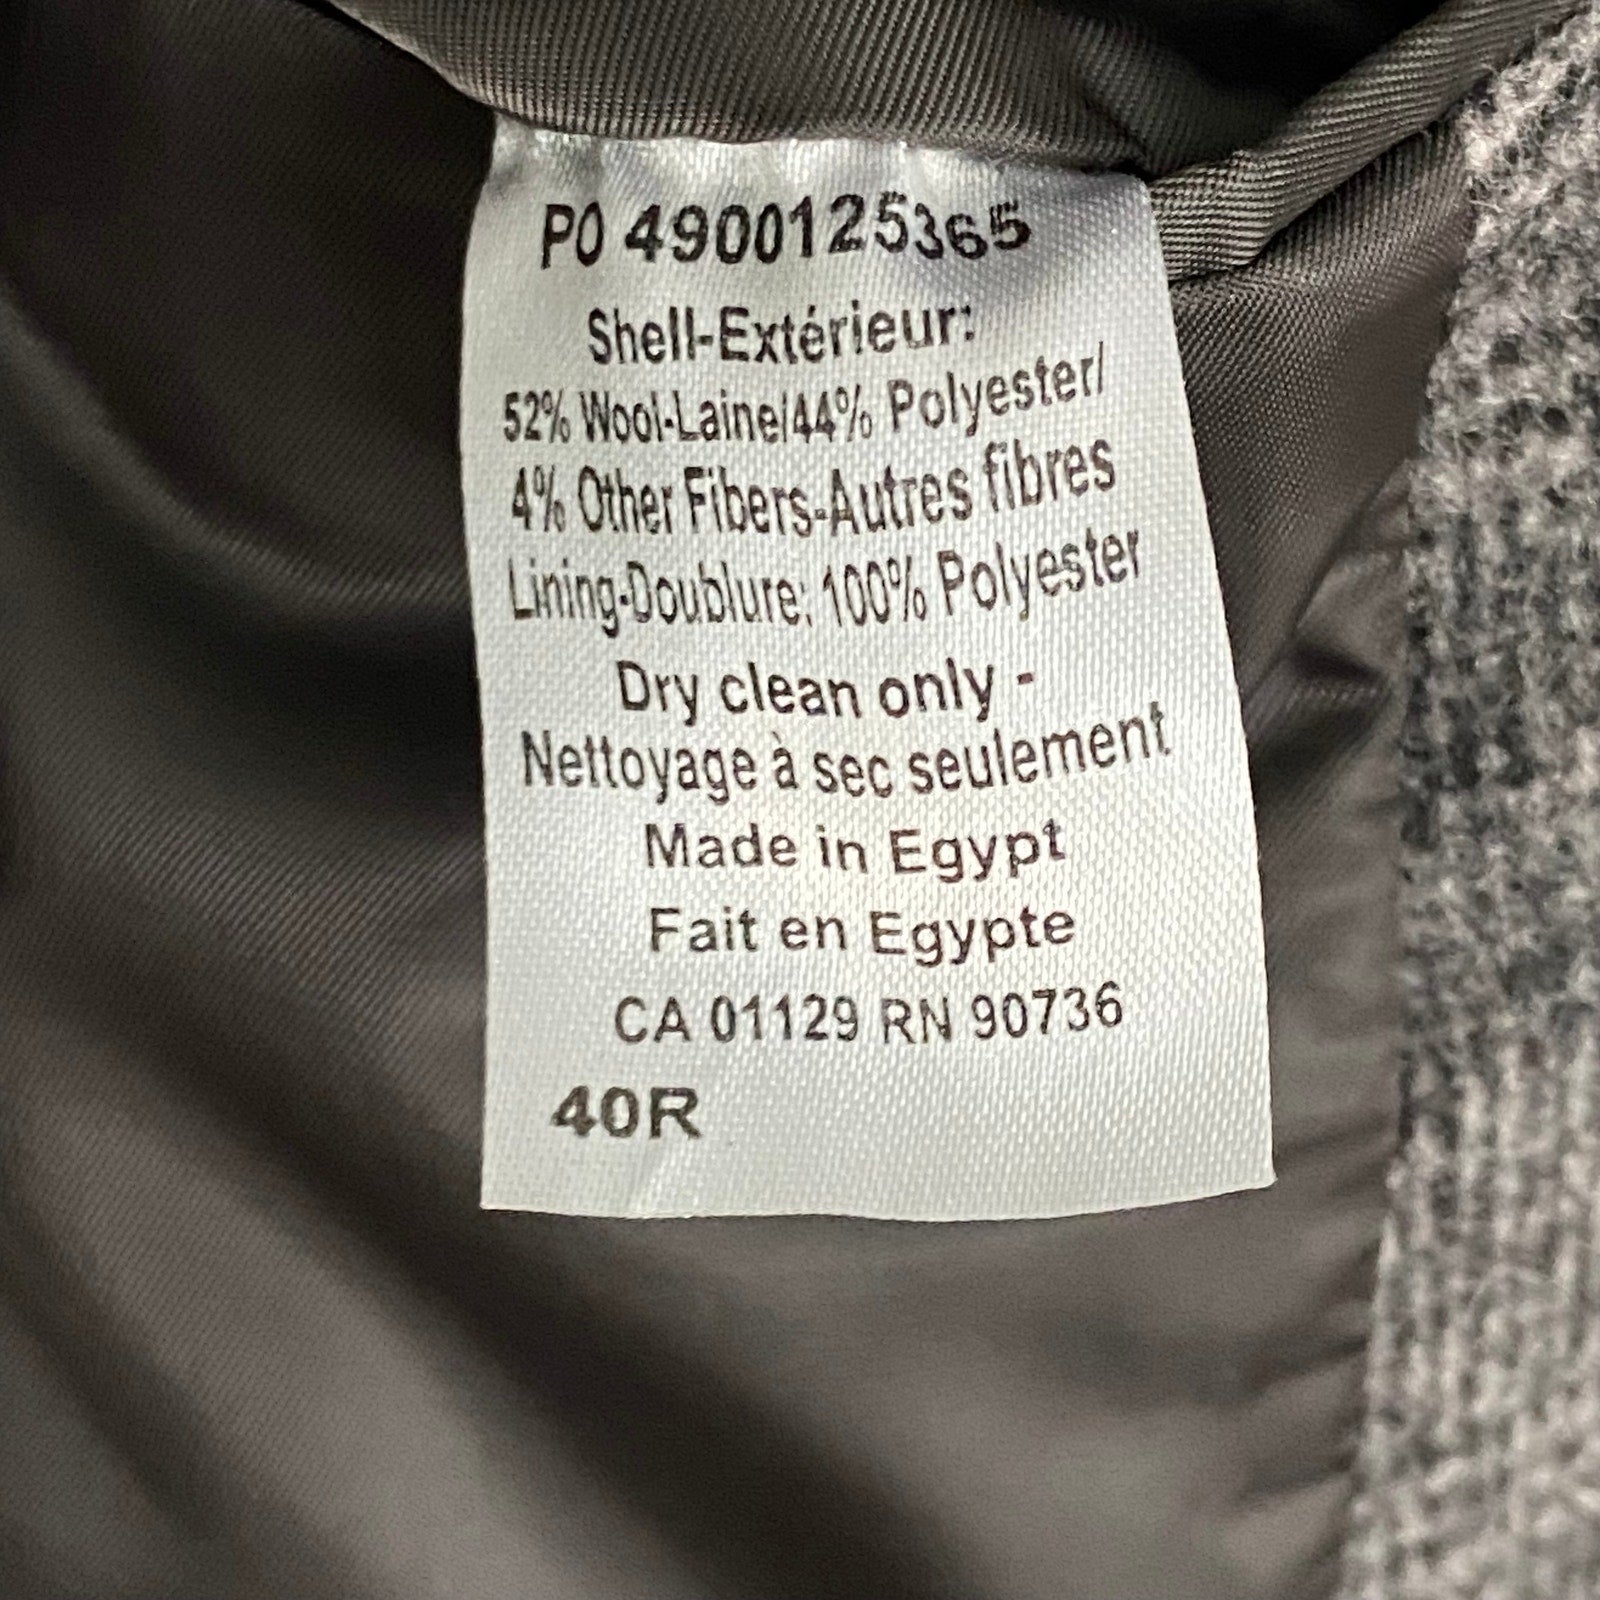 PO 4900125365
Shell-Extérieur:
52% Wool-Laine/44% Polyester/
4% Other Fibers-Autres fibres
Lining-Doublure: 100% Polyester
Dry clean only -
Nettoyage à sec seulement
Made in Egypt
Fait en Egypte
CA 01129 RN 90736
40R